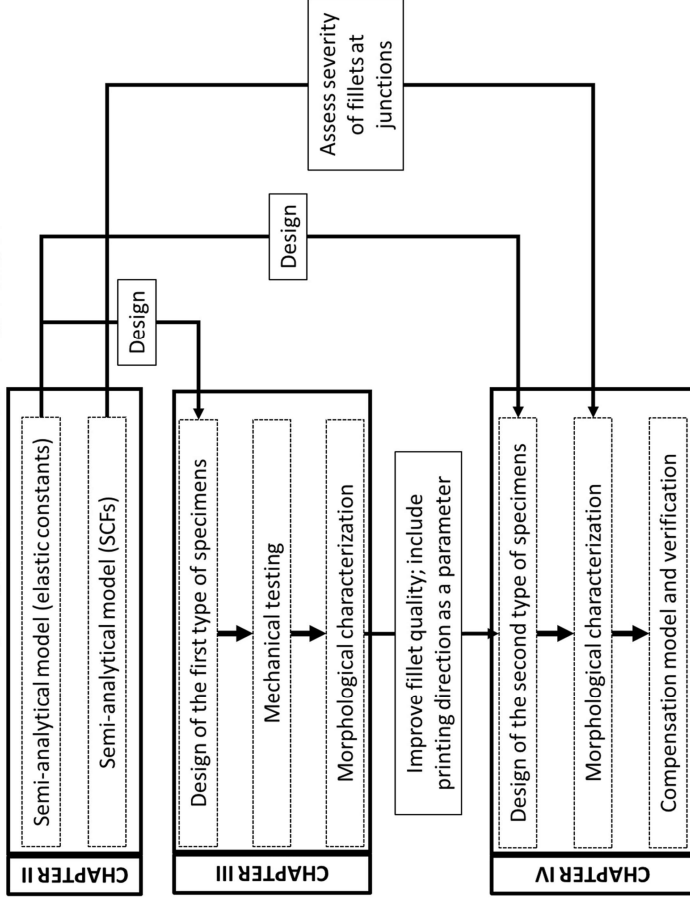 CHAPTER II
Semi-analytical model (elastic constants)
Semi-analytical model (SCFs)
Design
Design
Assess severity
of fillets at
junctions
CHAPTER III
Design of the first type of specimens
Mechanical testing
Morphological characterization
Improve fillet quality; include
printing direction as a parameter
CHAPTER IV
Design of the second type of specimens
Morphological characterization
Compensation model and verification